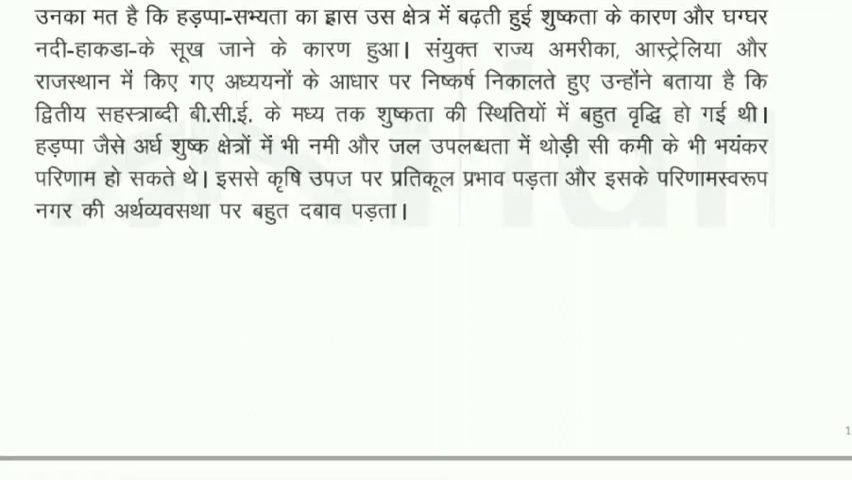 उनका मत है कि हड़प्पा-सभ्यता का ह्रास उस क्षेत्र में बढ़ती हुई शुष्कता के कारण और घग्घर
नदी-हाकडा-के सूख जाने के कारण हुआ। संयुक्त राज्य अमरीका, आस्ट्रेलिया और
राजस्थान में किए गए अध्ययनों के आधार पर निष्कर्ष निकालते हुए उन्होंने बताया है कि
द्वितीय सहस्त्राब्दी बी.सी.ई. के मध्य तक शुष्कता की स्थितियों में बहुत वृद्धि हो गई थी।
हड़प्पा जैसे अर्ध शुष्क क्षेत्रों में भी नमी और जल उपलब्धता में थोड़ी सी कमी के भी भयंकर
परिणाम हो सकते थे। इससे कृषि उपज पर प्रतिकूल प्रभाव पड़ता और इसके परिणामस्वरूप
नगर की अर्थव्यवसथा पर बहुत दबाव पड़ता।
1